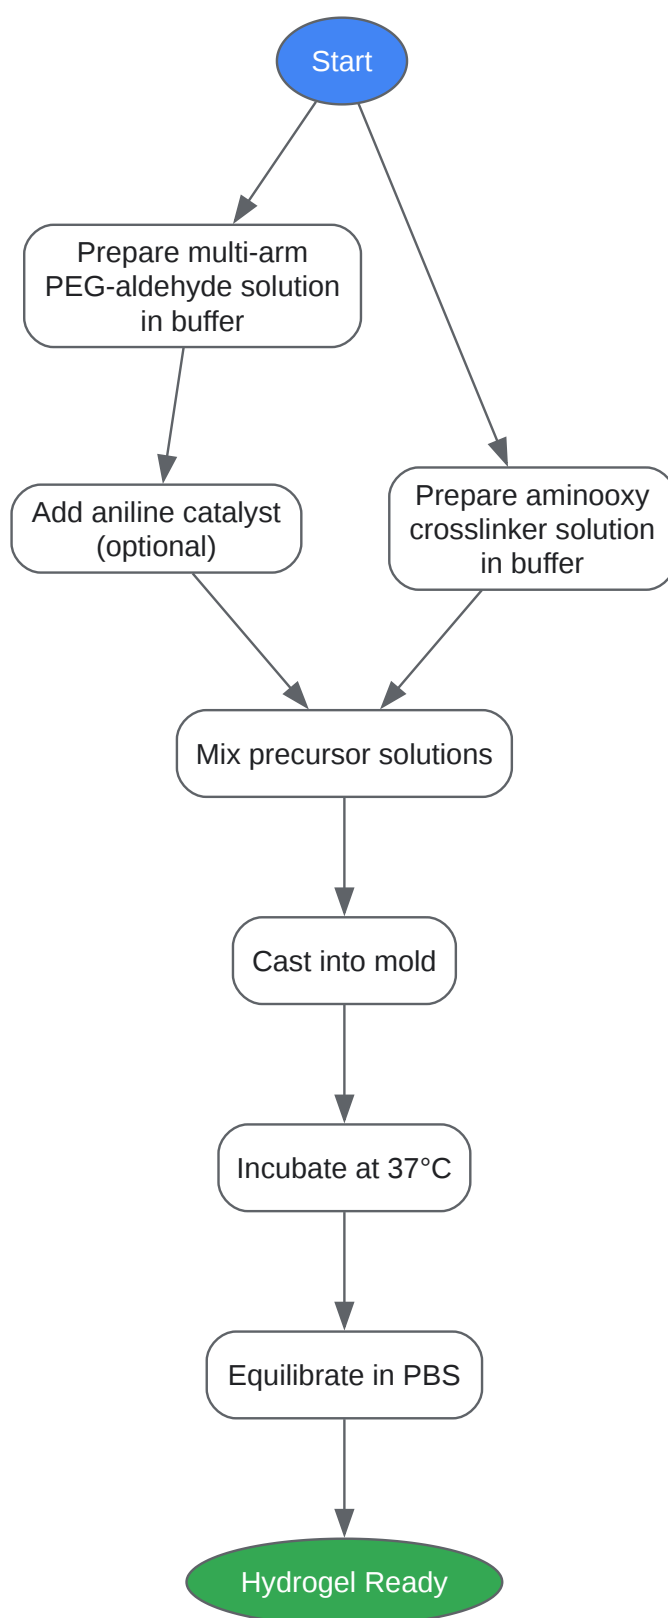 Start
Prepare multi-arm
PEG-aldehyde solution
in buffer
Add aniline catalyst
(optional)
Prepare aminooxy
crosslinker solution
in buffer
Mix precursor solutions
Cast into mold
Incubate at 37°C
Equilibrate in PBS
Hydrogel Ready